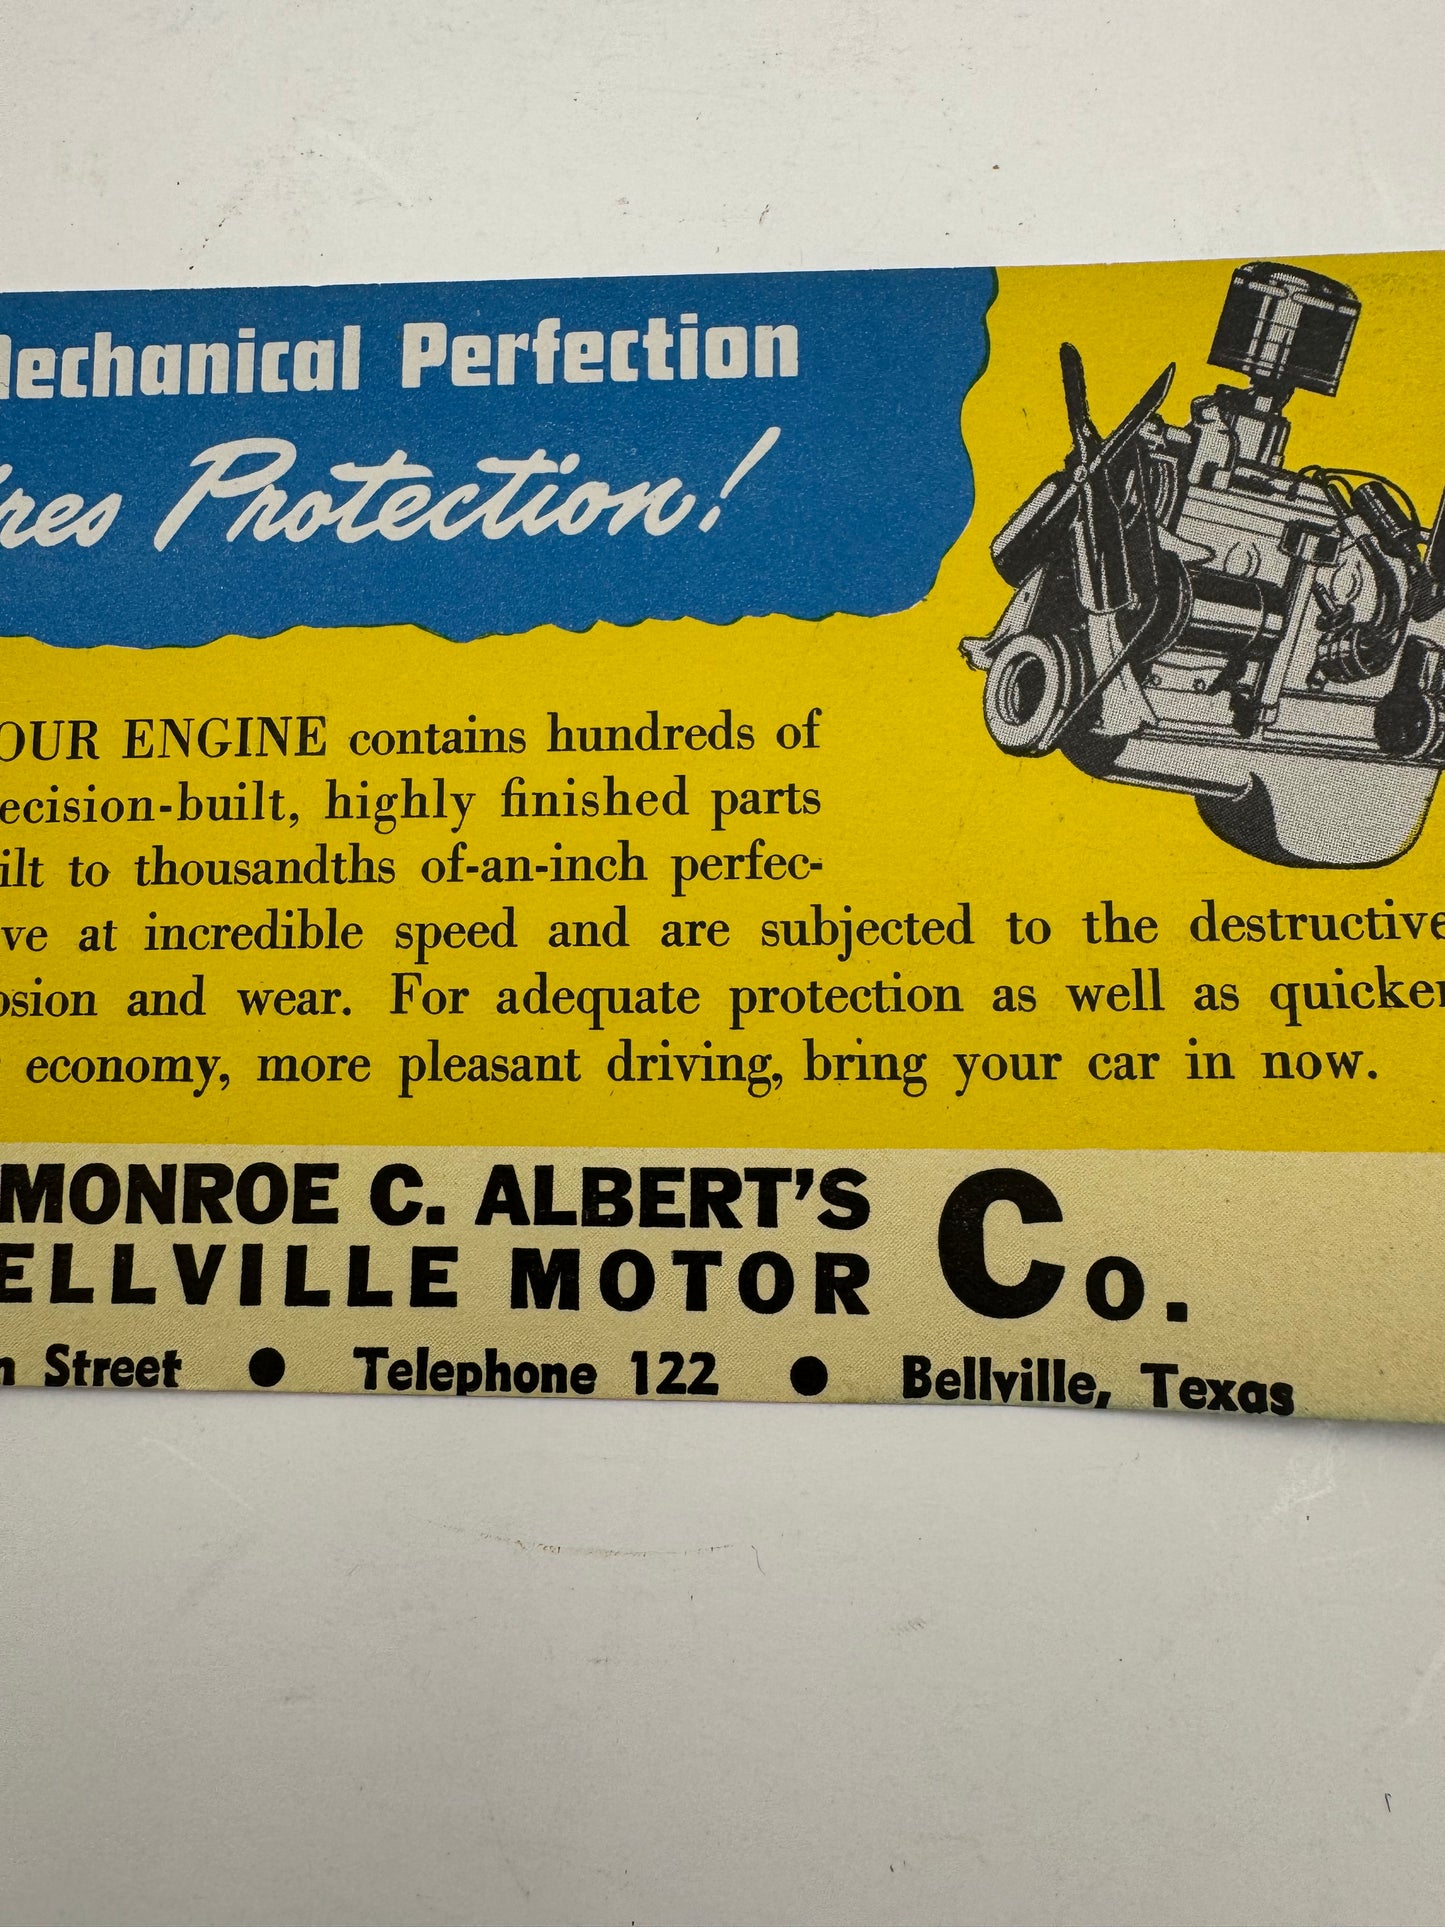 Mechanical Perfection
Protection!
OUR ENGINE contains hundreds of
ecision-built, highly finished parts
ilt to thousandths of-an-inch perfec-
ve at incredible speed and are subjected to the destructive
osion and wear. For adequate protection as well as quicker
economy, more pleasant driving, bring your car in now.
MONROE C. ALBERT'S
ELLVILLE MOTOR Co.
n Street • Telephone 122 • Bellville, Texas